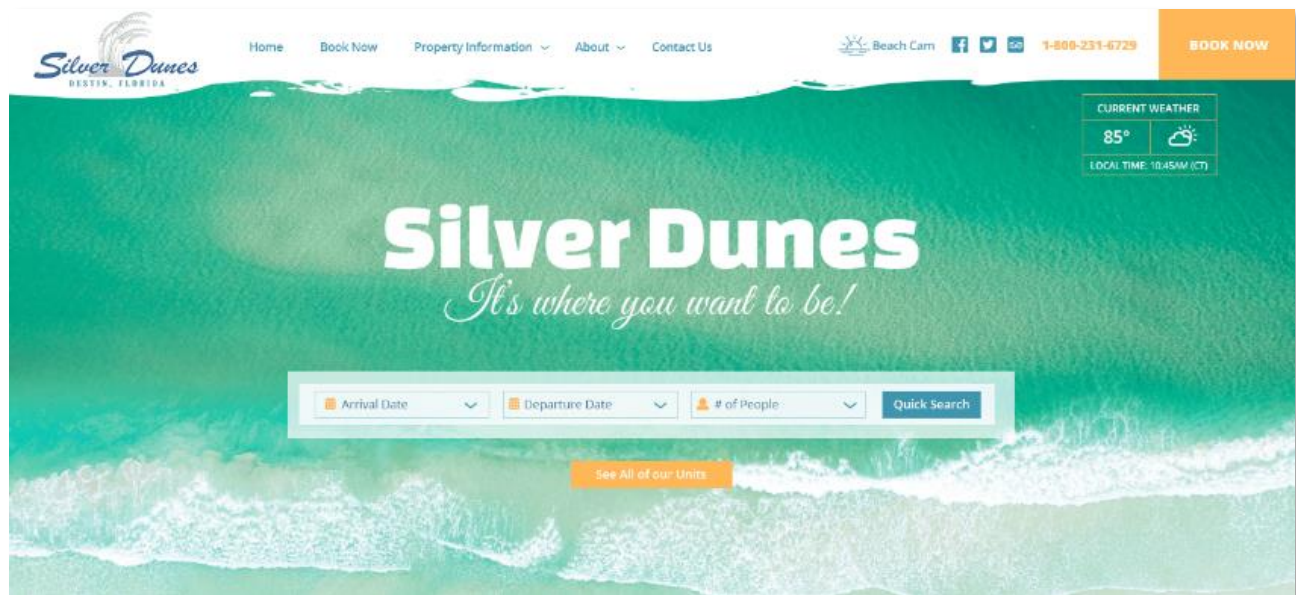 Silver Dunes
DESTIN, FLORIDA
Home Book Now Property Information About Contact Us
Beach Cam 1-800-231-6729 BOOK NOW
CURRENT WEATHER
85°
LOCAL TIME: 10:45AM (CT)
Silver Dunes
It's where you want to be!
Arrival Date Departure Date # of People Quick Search
See All of our Units